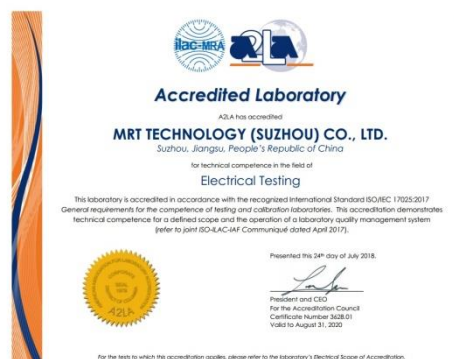 ilac-MRA
A2LA
Accredited Laboratory
A2LA has accredited
MRT TECHNOLOGY (SUZHOU) CO., LTD.
Suzhou, Jiangsu, People's Republic of China
for technical competence in the field of
Electrical Testing
This laboratory is accredited in accordance with the recognized International Standard ISO/IEC 17025:2017
General requirements for the competence of testing and calibration laboratories. This accreditation demonstrates
technical competence for a defined scope and the operation of a laboratory quality management system
(refer to joint ISO-ILAC-IAF Communiqué dated April 2017).
Presented this 24th day of July 2018.
President and CEO
For the Accreditation Council
Certificate Number 3628.01
Valid to August 31, 2020
CORPORATE
SEAL
1978
A2LA
For the tests to which this accreditation applies, please refer to the laboratory's Electrical Scope of Accreditation.